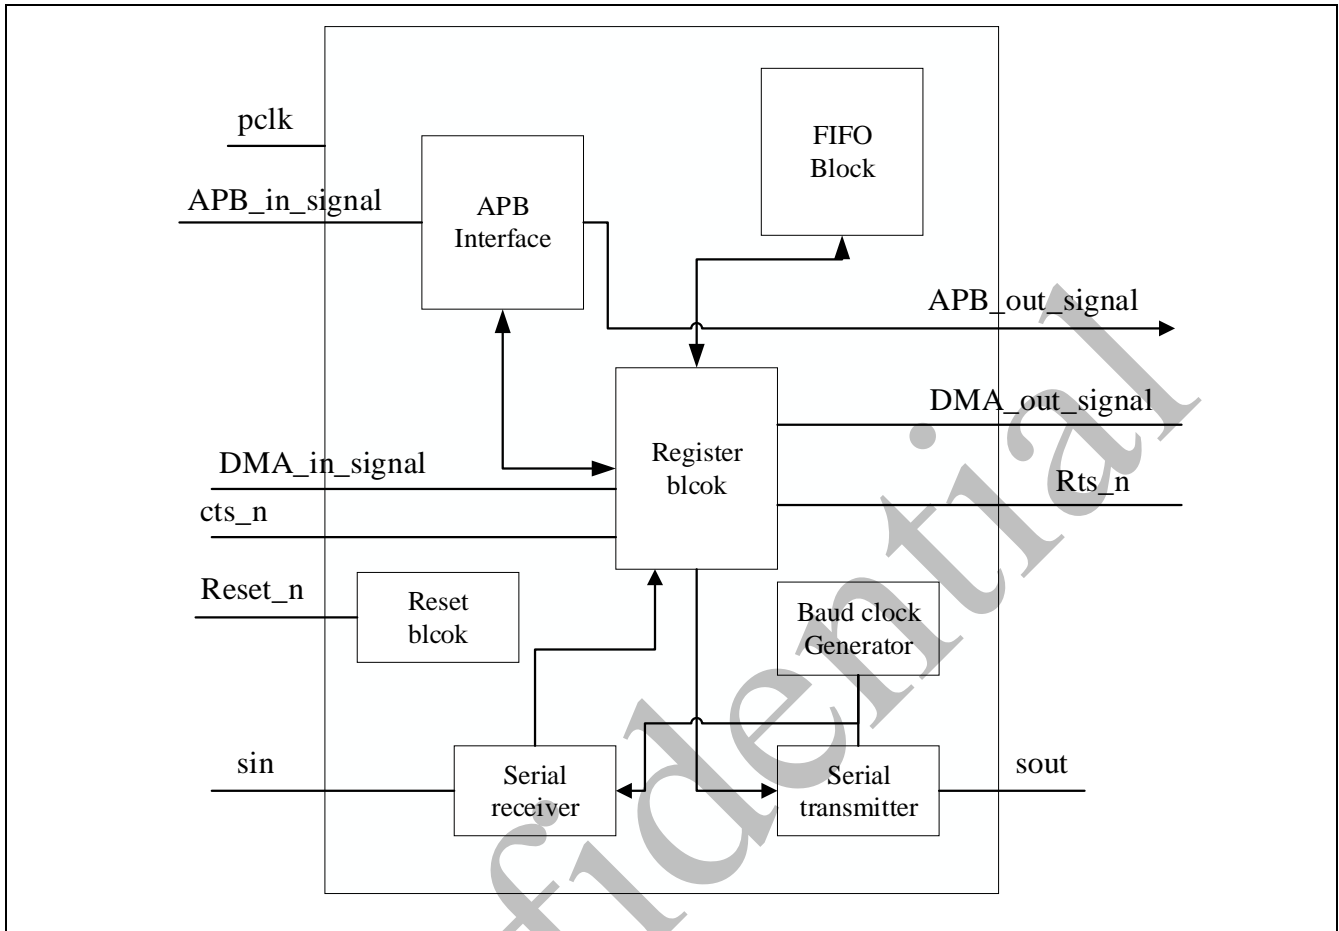 pclk
FIFO
Block
APB_in_signal
APB
Interface
APB_out_signal
DMA_out_signal
Register
blcok
DMA_in_signal
Rts_n
cts_n
Reset_n
Reset
blcok
Baud clock
Generator
sin
Serial
receiver
Serial
transmitter
sout
fidential